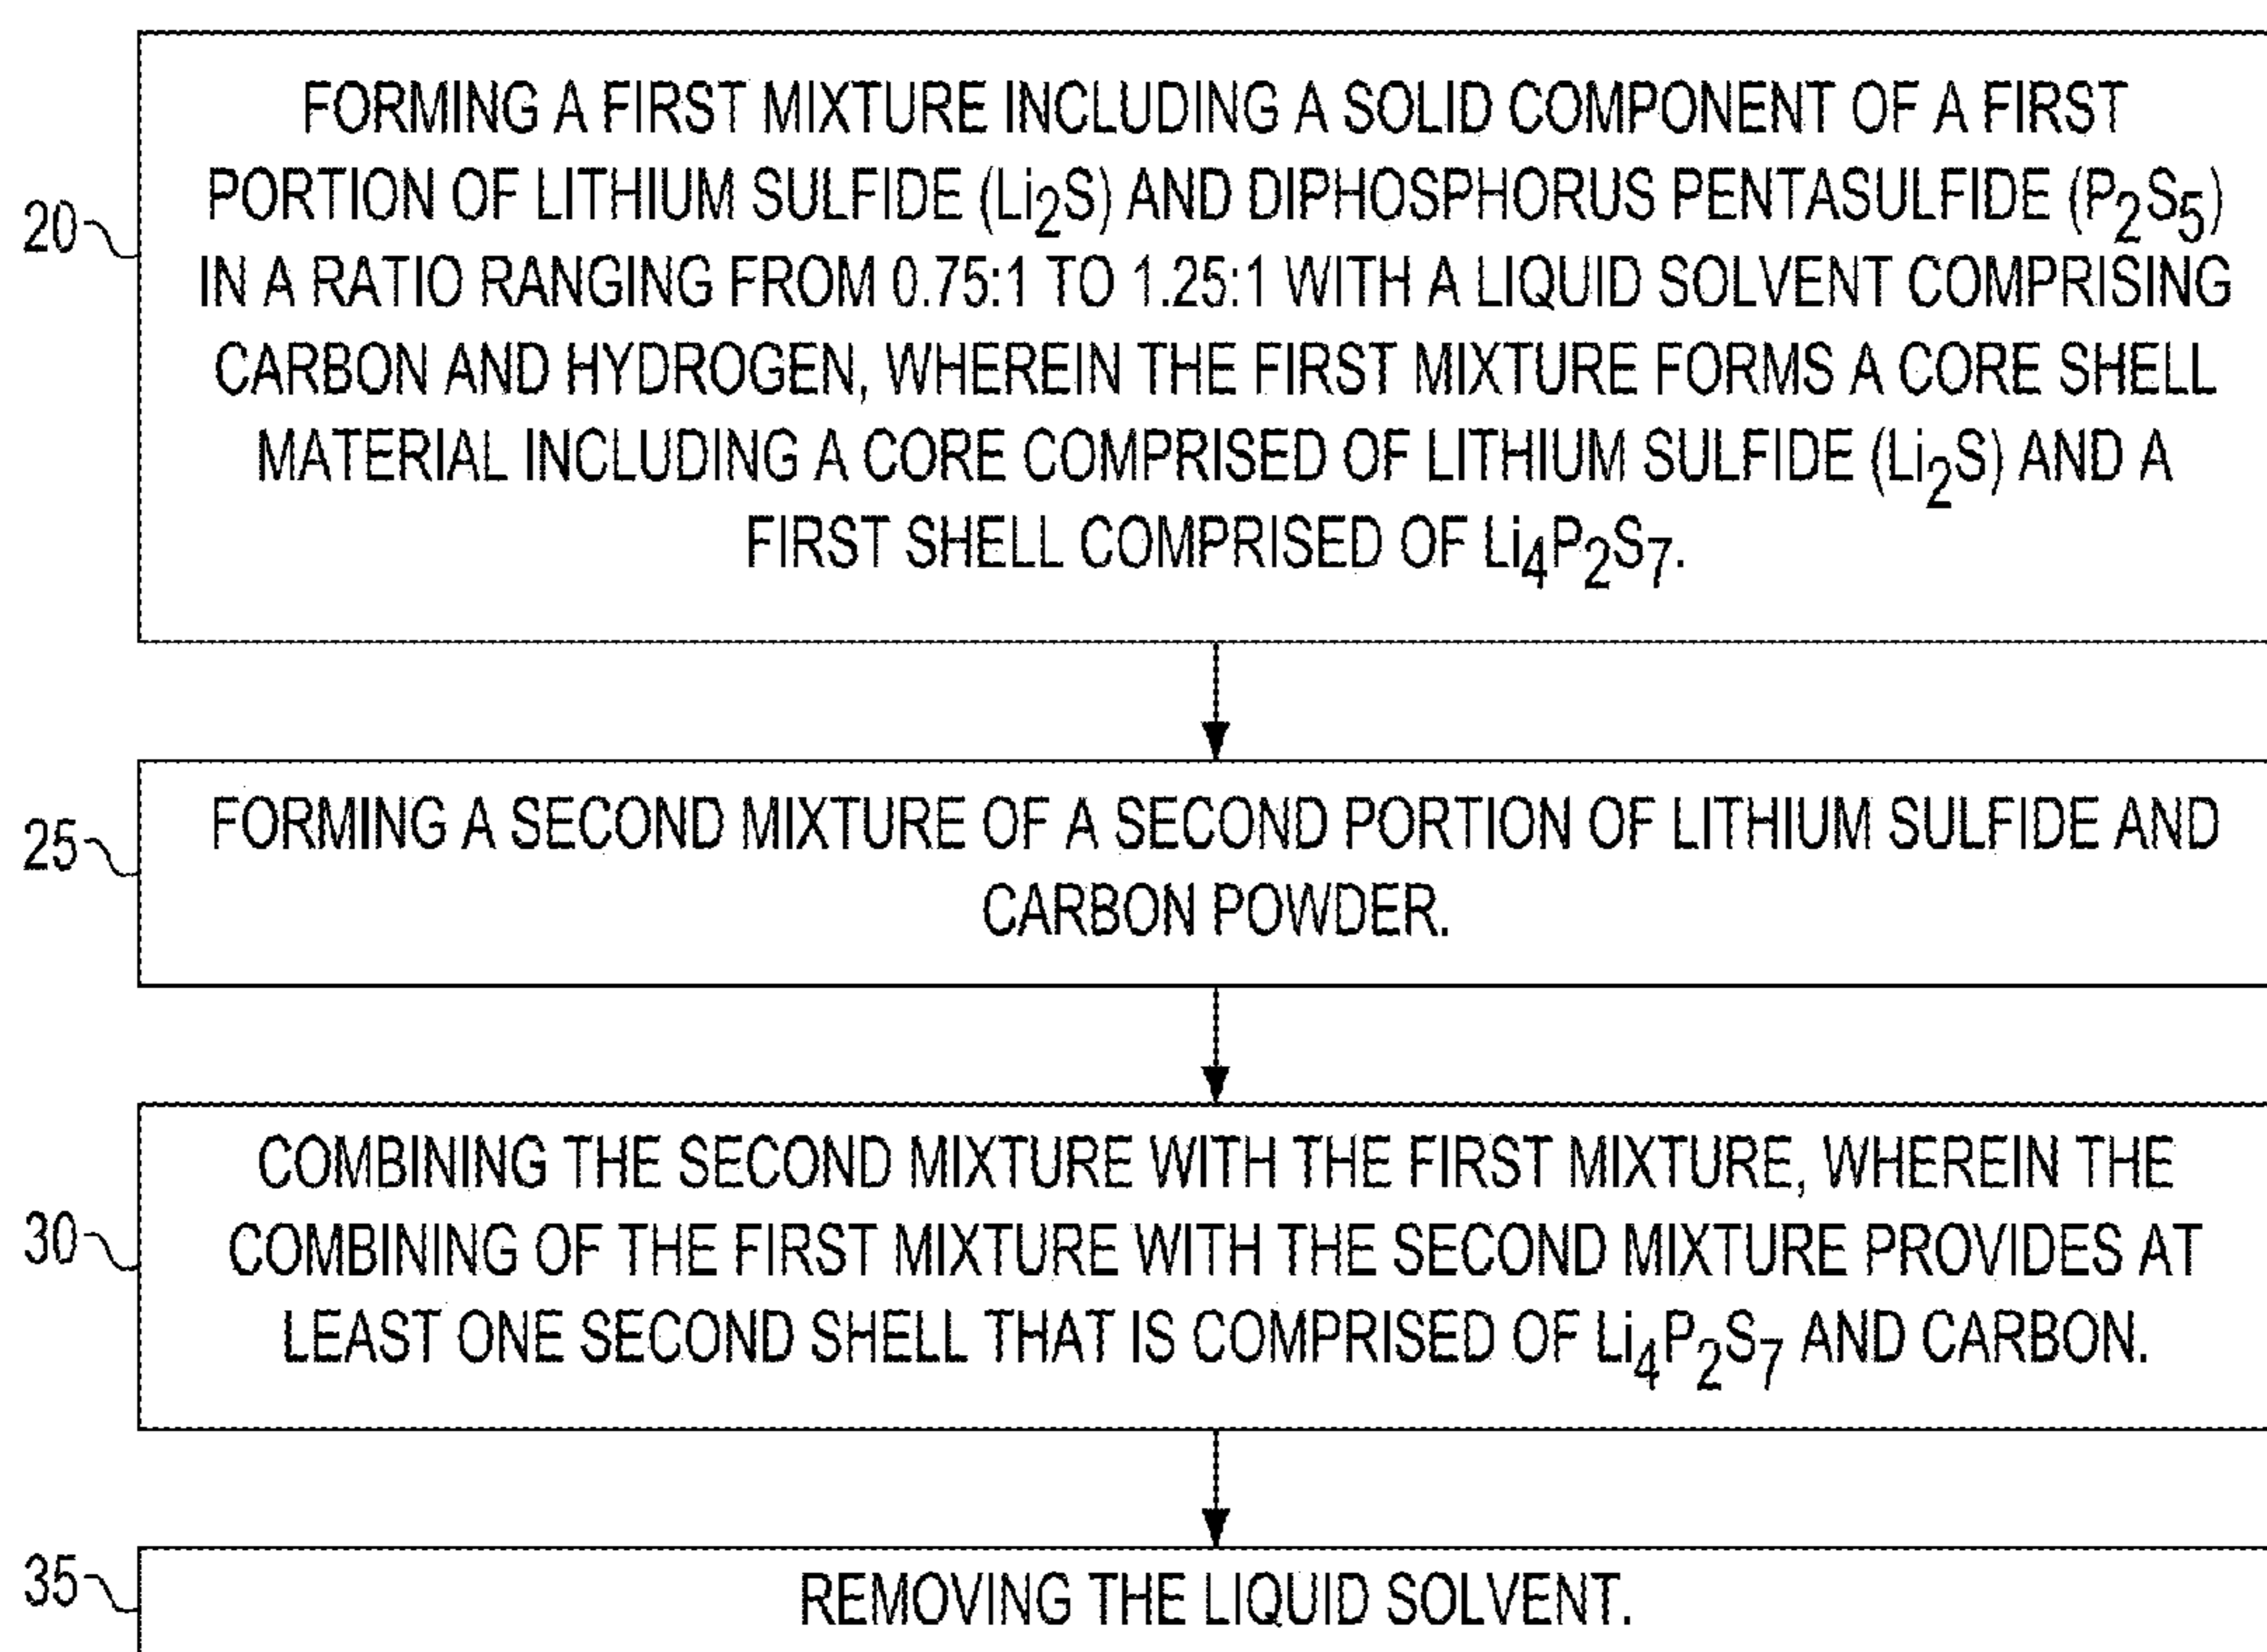 FORMING A FIRST MIXTURE INCLUDING A SOLID COMPONENT OF A FIRST
PORTION OF LITHIUM SULFIDE (Li2S) AND DIPHOSPHORUS PENTASULFIDE (P2S5)
20
IN A RATIO RANGING FROM 0.75:1 TO 1.25:1 WITH A LIQUID SOLVENT COMPRISING
CARBON AND HYDROGEN, WHEREIN THE FIRST MIXTURE FORMS A CORE SHELL
MATERIAL INCLUDING A CORE COMPRISED OF LITHIUM SULFIDE (Li2S) AND A
FIRST SHELL COMPRISED OF Li4P2S7.
25
FORMING A SECOND MIXTURE OF A SECOND PORTION OF LITHIUM SULFIDE AND
CARBON POWDER.
COMBINING THE SECOND MIXTURE WITH THE FIRST MIXTURE, WHEREIN THE
30
COMBINING OF THE FIRST MIXTURE WITH THE SECOND MIXTURE PROVIDES AT
LEAST ONE SECOND SHELL THAT IS COMPRISED OF Li4P2S7 AND CARBON.
35
REMOVING THE LIQUID SOLVENT.